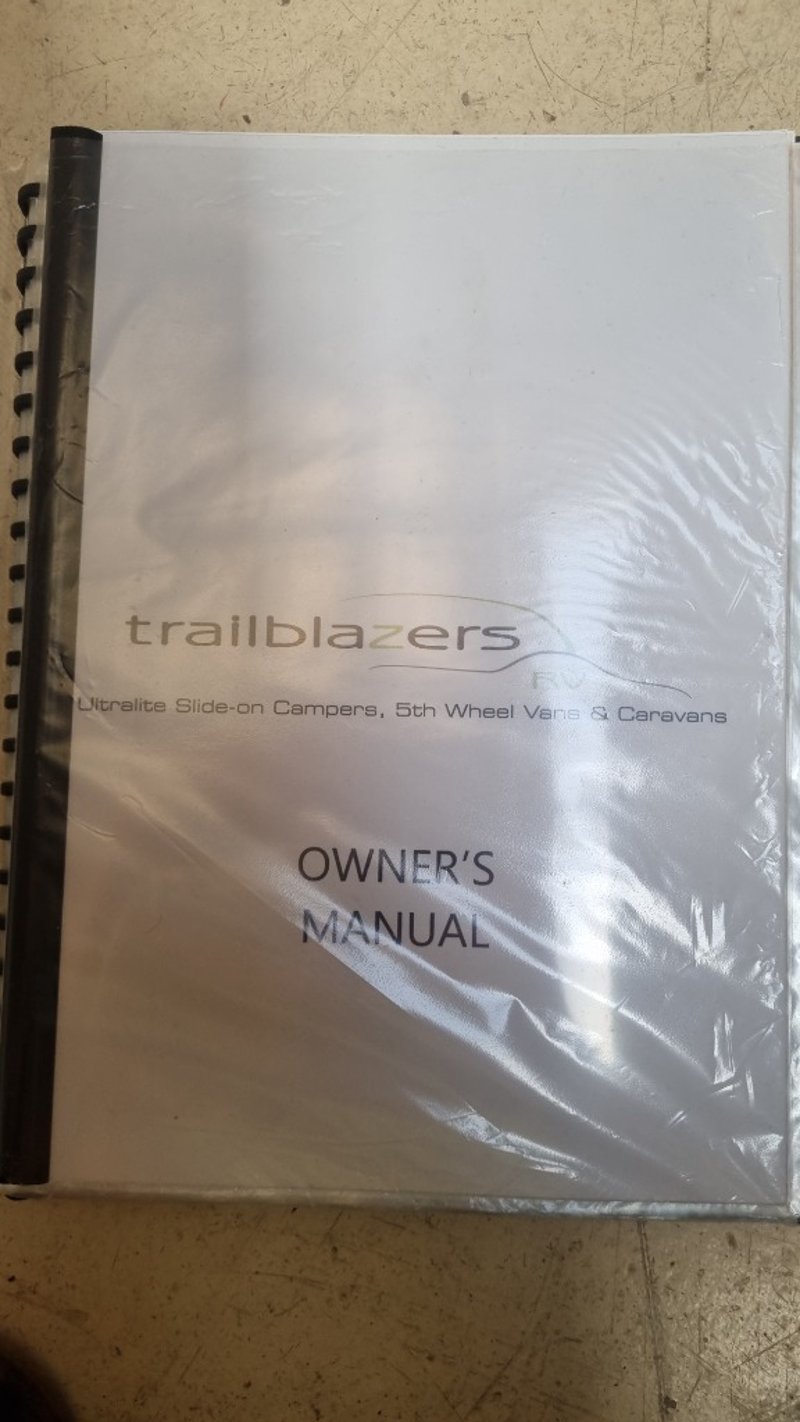 trailblazers
RV
Ultralite Slide-on Campers, 5th Wheel Vans & Caravans
OWNER'S
MANUAL